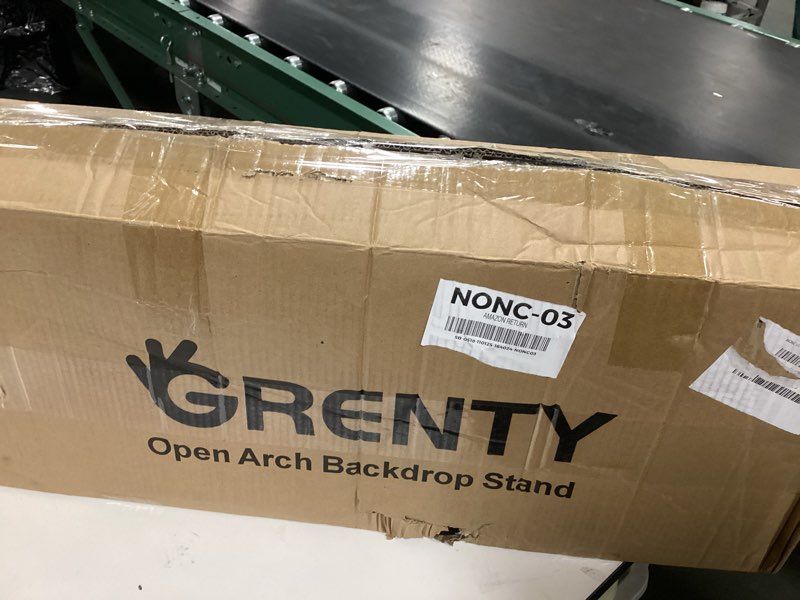 NONC-03
AMAZON RETURN
GRENTY
Open Arch Backdrop Stand